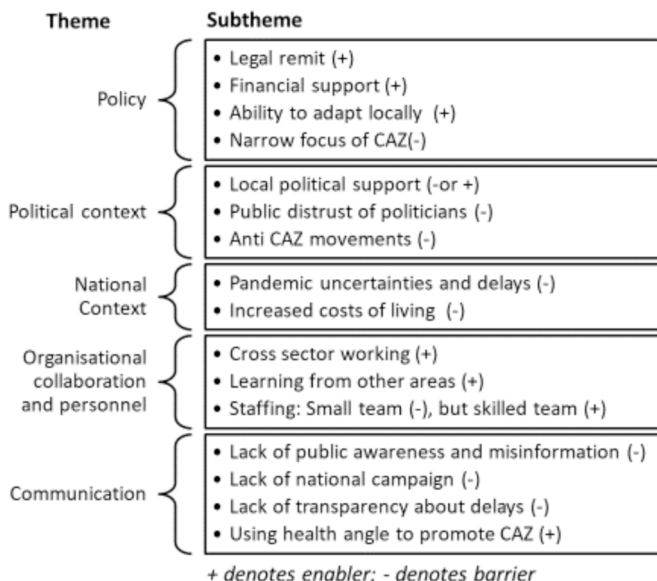 Theme Subtheme
Policy
• Legal remit (+)
• Financial support (+)
• Ability to adapt locally (+)
• Narrow focus of CAZ(-)
Political context
• Local political support (-or +)
• Public distrust of politicians (-)
• Anti CAZ movements (-)
National
Context
• Pandemic uncertainties and delays (-)
• Increased costs of living (-)
Organisational
collaboration
and personnel
• Cross sector working (+)
• Learning from other areas (+)
• Staffing: Small team (-), but skilled team (+)
Communication
• Lack of public awareness and misinformation (-)
• Lack of national campaign (-)
• Lack of transparency about delays (-)
• Using health angle to promote CAZ (+)
+ denotes enabler; - denotes barrier